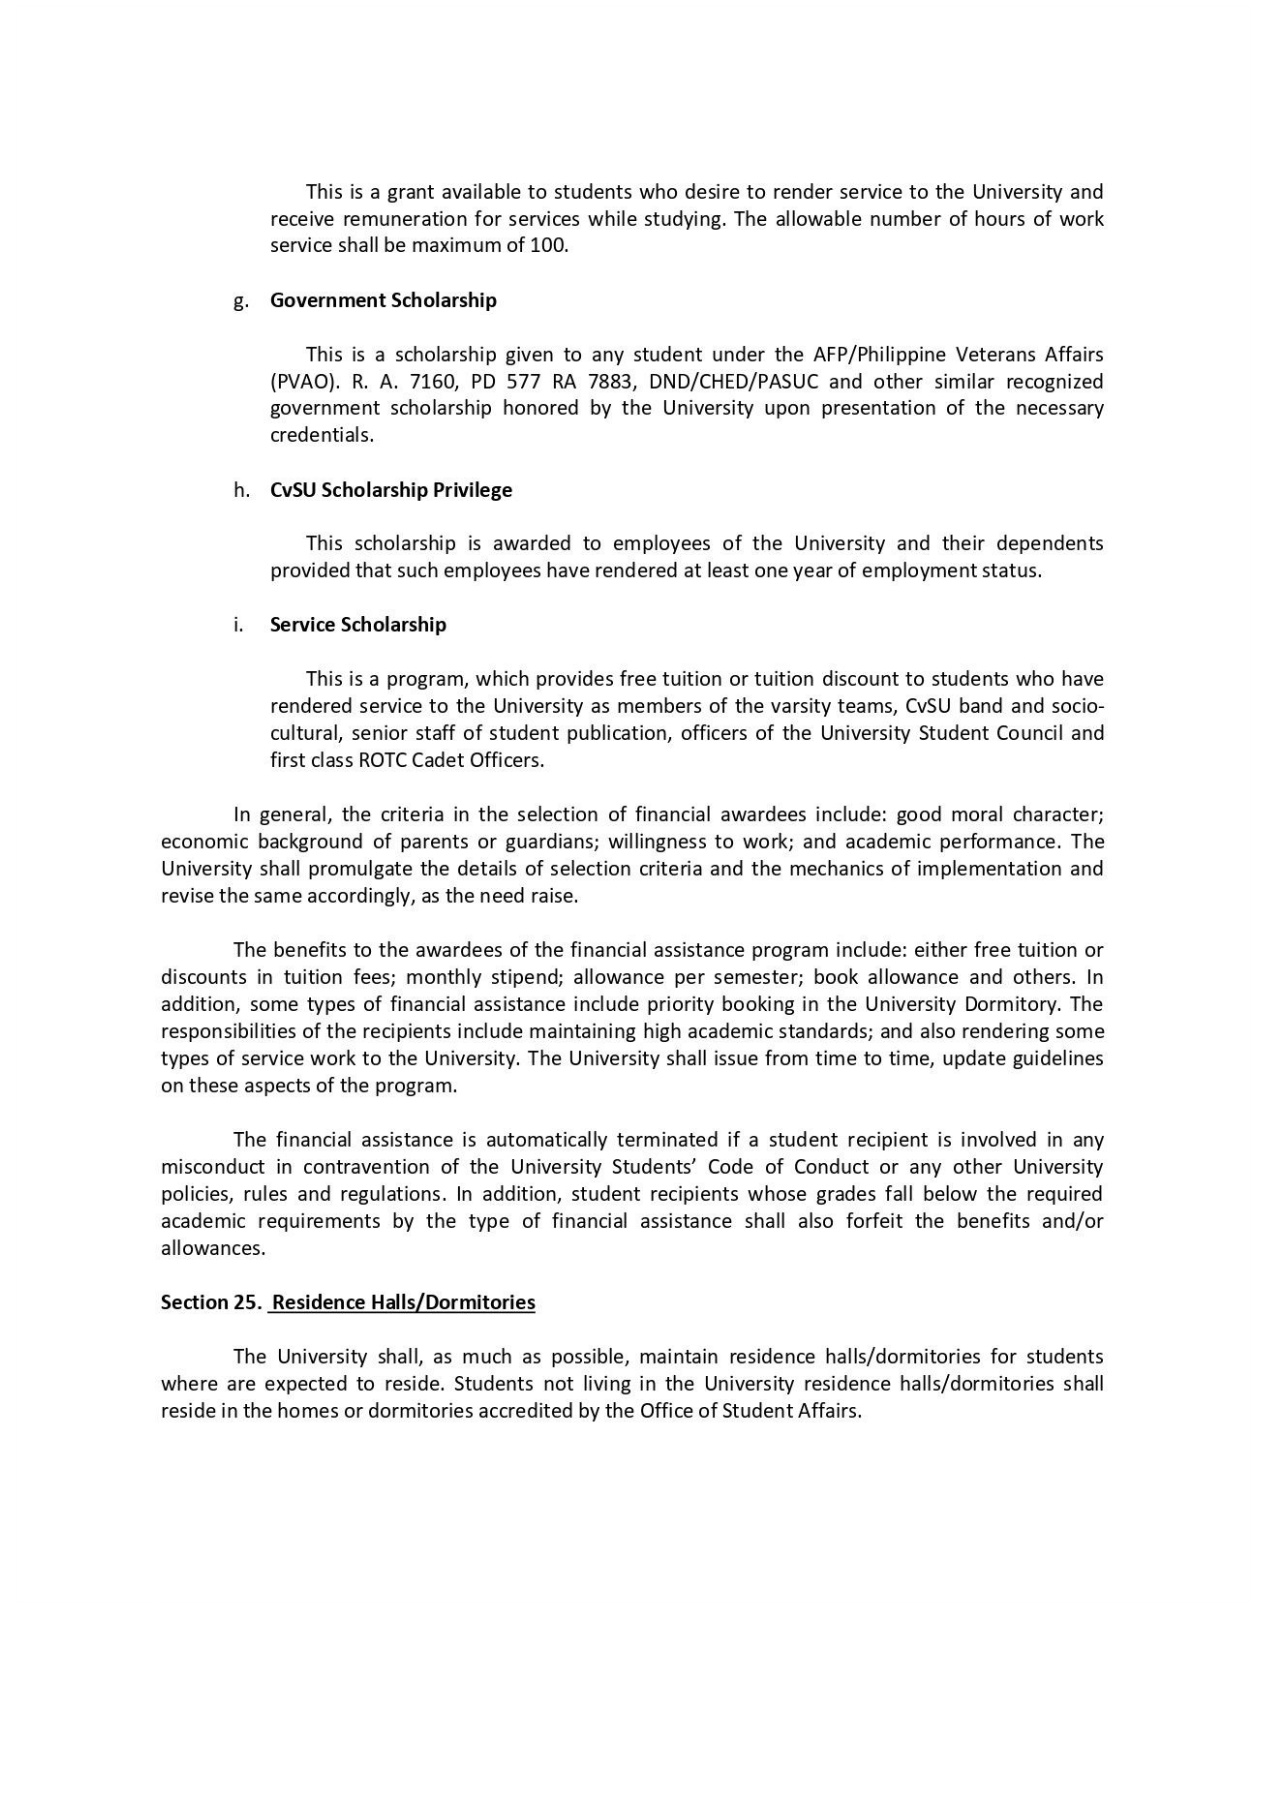 This is a grant available to students who desire to render service to the University and
receive remuneration for services while studying. The allowable number of hours of work
service shall be maximum of 100.
g. Government Scholarship
This is a scholarship given to any student under the AFP/Philippine Veterans Affairs
(PVAO). R. A. 7160, PD 577 RA 7883, DND/CHED/PASUC and other similar recognized
government scholarship honored by the University upon presentation of the necessary
credentials.
h. CvSU Scholarship Privilege
This scholarship is awarded to employees of the University and their dependents
provided that such employees have rendered at least one year of employment status.
i. Service Scholarship
This is a program, which provides free tuition or tuition discount to students who have
rendered service to the University as members of the varsity teams, CvSU band and socio-
cultural, senior staff of student publication, officers of the University Student Council and
first class ROTC Cadet Officers.
In general, the criteria in the selection of financial awardees include: good moral character;
economic background of parents or guardians; willingness to work; and academic performance. The
University shall promulgate the details of selection criteria and the mechanics of implementation and
revise the same accordingly, as the need raise.
The benefits to the awardees of the financial assistance program include: either free tuition or
discounts in tuition fees; monthly stipend; allowance per semester; book allowance and others. In
addition, some types of financial assistance include priority booking in the University Dormitory. The
responsibilities of the recipients include maintaining high academic standards; and also rendering some
types of service work to the University. The University shall issue from time to time, update guidelines
on these aspects of the program.
The financial assistance is automatically terminated if a student recipient is involved in any
misconduct in contravention of the University Students’ Code of Conduct or any other University
policies, rules and regulations. In addition, student recipients whose grades fall below the required
academic requirements by the type of financial assistance shall also forfeit the benefits and/or
allowances.
Section 25. Residence Halls/Dormitories
The University shall, as much as possible, maintain residence halls/dormitories for students
where are expected to reside. Students not living in the University residence halls/dormitories shall
reside in the homes or dormitories accredited by the Office of Student Affairs.